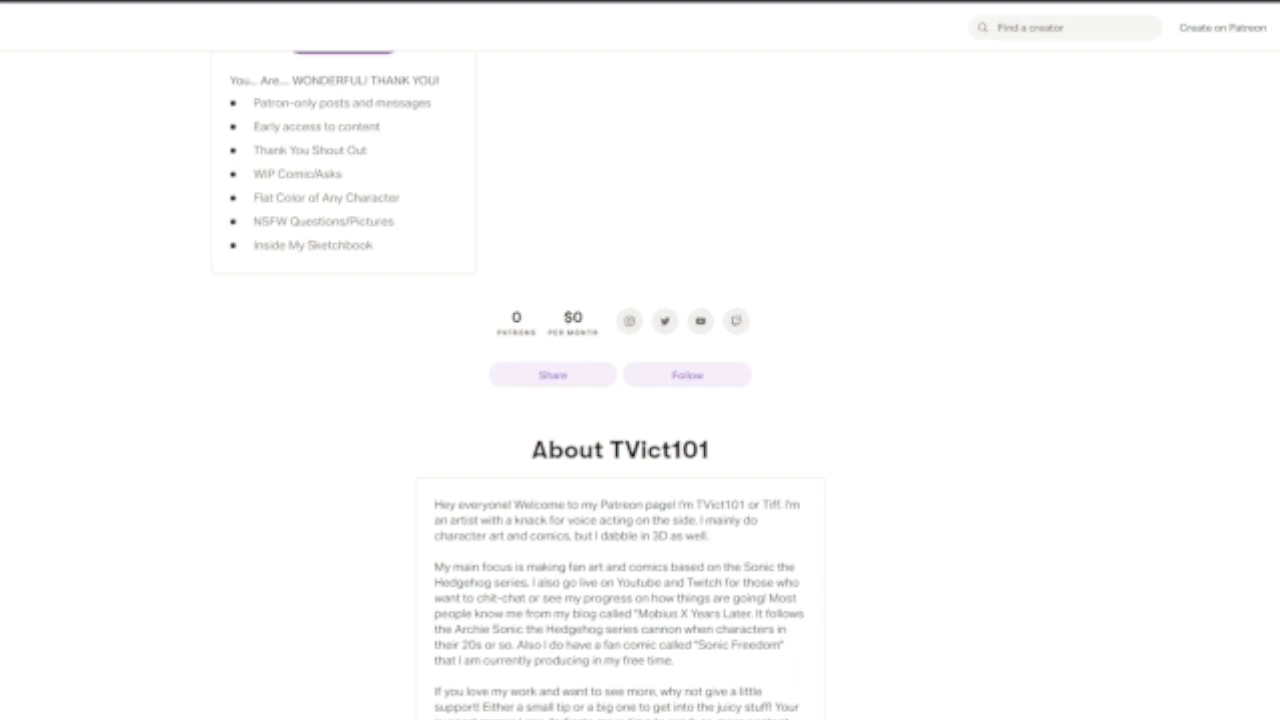 Find a creator
Create on Patreon
You... Are.... WONDERFUL! THANK YOU!
Patron-only posts and messages
Early access to content
Thank You Shout Out
WIP Comic/Asks
Flat Color of Any Character
NSFW Questions/Pictures
Inside My Sketchbook
0
PATRONS
$0
PER MONTH
Share
Follow
About TVict101
Hey everyone! Welcome to my Patreon page! I'm TVict101 or Tiff. I'm
an artist with a knack for voice acting on the side. I mainly do
character art and comics, but I dabble in 3D as well.
My main focus is making fan art and comics based on the Sonic the
Hedgehog series. I also go live on Youtube and Twitch for those who
want to chit-chat or see my progress on how things are going! Most
people know me from my blog called "Mobius X Years Later. It follows
the Archie Sonic the Hedgehog series cannon when characters in
their 20s or so. Also I do have a fan comic called "Sonic Freedom"
that I am currently producing in my free time.
If you love my work and want to see more, why not give a little
support! Either a small tip or a big one to get into the juicy stuff! Your